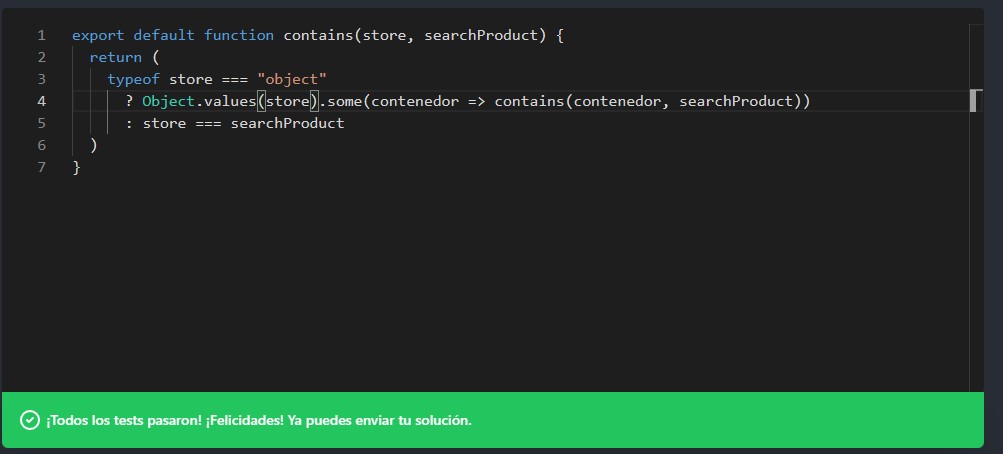 1 export default function contains(store, searchProduct) {
2 return (
3 typeof store === "object"
4 ? Object.values(store).some(contenedor => contains(contenedor, searchProduct))
5 : store === searchProduct
6 )
7 }
¡Todos los tests pasaron! ¡Felicidades! Ya puedes enviar tu solución.